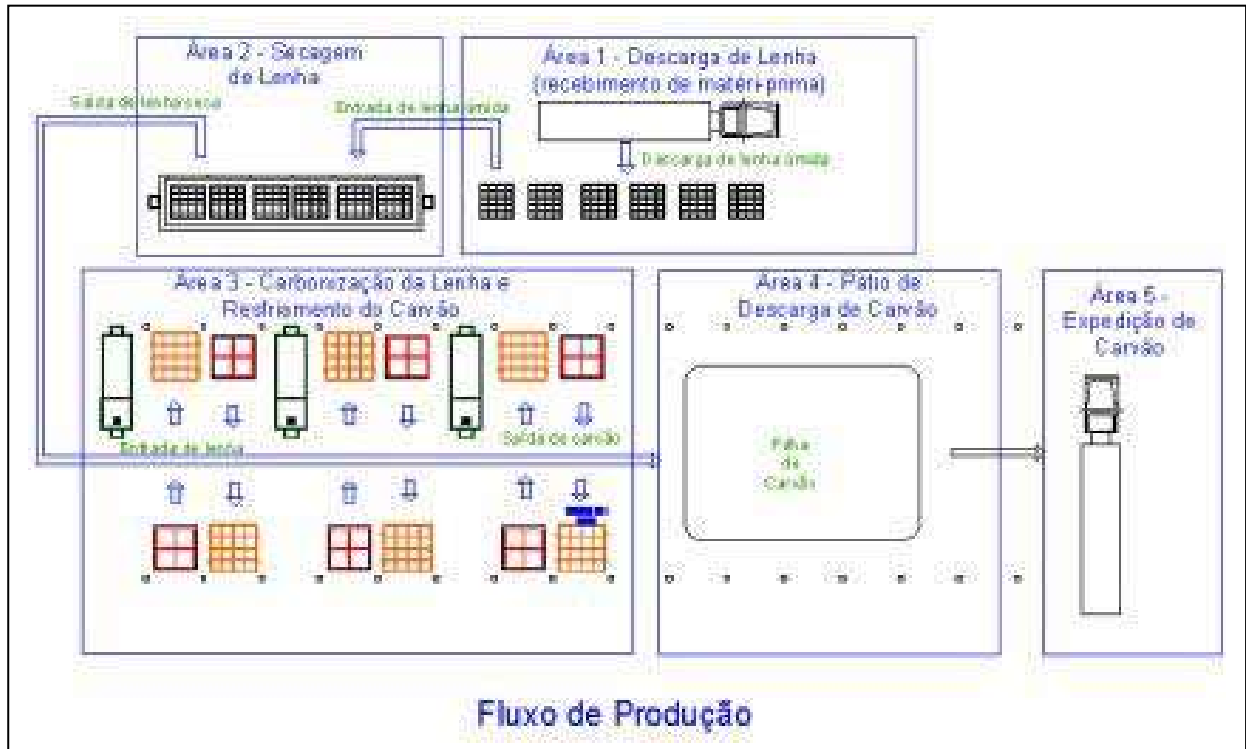 Área 2 - Secagem
de Lenha
Área 1 - Descarga de Lenha
(recebimento de matéri-prima)
Saída de lenha seca
Entrada de lenha úmida
Descarga de lenha úmida
Área 3 - Carbonização da Lenha e
Resfriamento do Carvão
Área 4 - Pátio de
Descarga de Carvão
Área 5 -
Expedição de
Carvão
Entrada de lenha
Saída de carvão
Pilha
de
Carvão
Fluxo de Produção